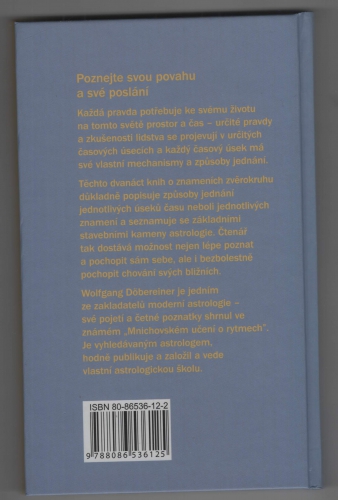 Poznejte svou povahu
a své poslání
Každá pravda potřebuje ke svému životu
na tomto světě prostor a čas – určité pravdy
a zkušenosti lidstva se projevují v určitých
časových úsecích a každý časový úsek má
své vlastní mechanismy a způsoby jednání.
Těchto dvanáct knih o znameních zvěrokruhu
důkladně popisuje způsoby jednání
jednotlivých úseků času neboli jednotlivých
znamení a seznamuje se základními
stavebními kameny astrologie. Čtenář
tak dostává možnost nejen lépe poznat
a pochopit sám sebe, ale i bezbolestně
pochopit chování svých bližních.
Wolfgang Döbereiner je jedním
ze zakladatelů moderní astrologie –
své pojetí a četné poznatky shrnul ve
známém „Mnichovském učení o rytmech".
Je vyhledávaným astrologem,
hodně publikuje a založil a vede
vlastní astrologickou školu.
ISBN 80-86536-12-2
9 788086 536125